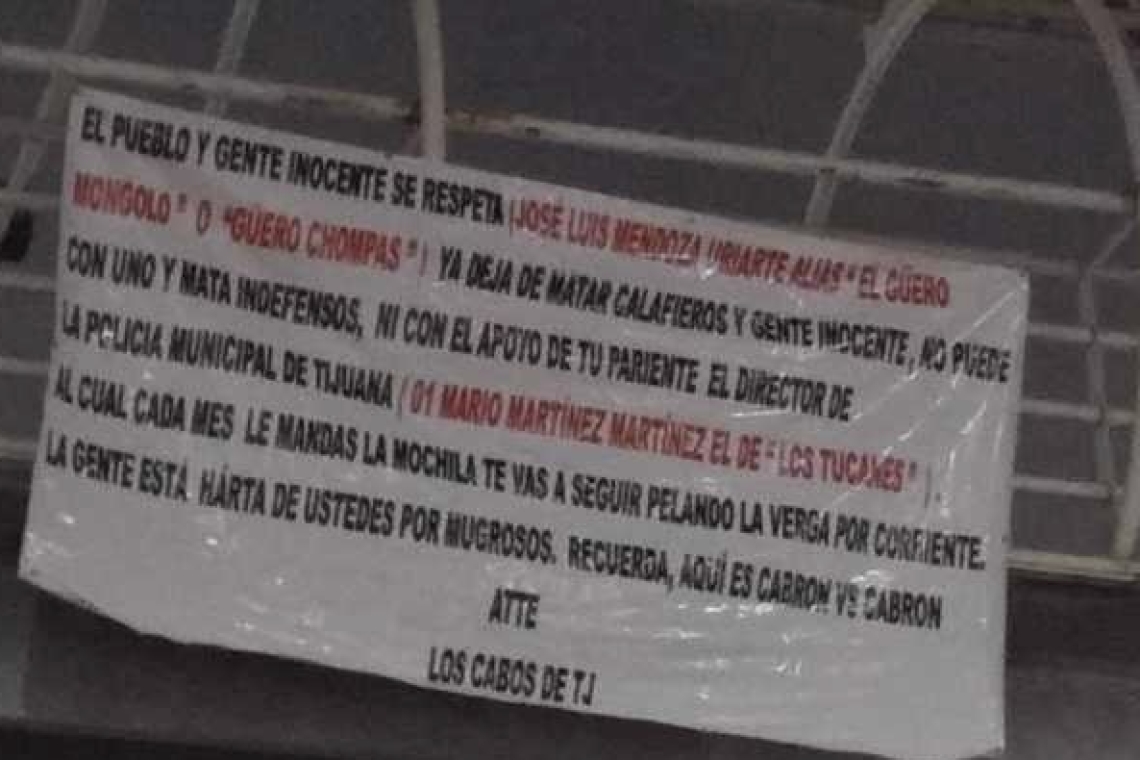 EL PUEBLO Y GENTE INOCENTE SE RESPETA (JOSÉ LUIS MENDOZA URIARTE ALIAS "EL GÜERO
MONGOLO" O "GÜERO CHOMPAS") YA DEJA DE MATAR CALAFIEROS Y GENTE INOCENTE, NO PUEDE
CON UNO Y MATA INDEFENSOS, NI CON EL APOYO DE TU PARIENTE EL DIRECTOR DE
LA POLICIA MUNICIPAL DE TIJUANA (01 MARIO MARTÍNEZ MARTÍNEZ EL DE "LOS TUCANES").
AL CUAL CADA MES LE MANDAS LA MOCHILA TE VAS A SEGUIR PELANDO LA VERGA POR CORRIENTE.
LA GENTE ESTÁ HÁRTA DE USTEDES POR MUGROSOS. RECUERDA, AQUÍ ES CABRON VS CABRON
ATTE
LOS CABOS DE TJ